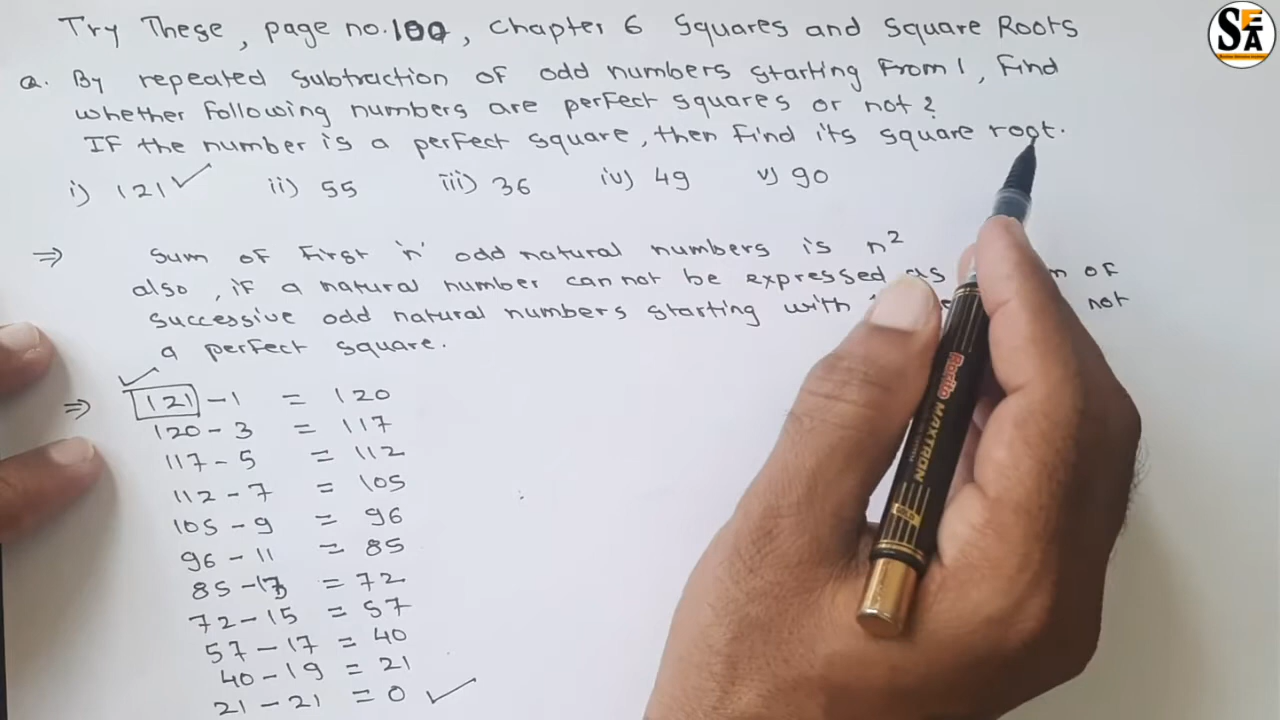 Try These, page no.100, Chapter 6 Squares and Square Roots
Q. By repeated subtraction of odd numbers starting from 1, find
whether following numbers are perfect squares or not?
If the number is a perfect square, then find its square root.
i) 121 ✓ ii) 55 iii) 36 iv) 49 v) 90
⇒ Sum of first 'n' odd natural numbers is n²
also, if a natural number cannot be expressed as of
successive odd natural numbers starting with not
a perfect square.
✓
⇒ 121 - 1 = 120
120 - 3 = 117
117 - 5 = 112
112 - 7 = 105
105 - 9 = 96
96 - 11 = 85
85 - 13 = 72
72 - 15 = 57
57 - 17 = 40
40 - 19 = 21
21 - 21 = 0 ✓
SEFA
MAXTRON
GOLD